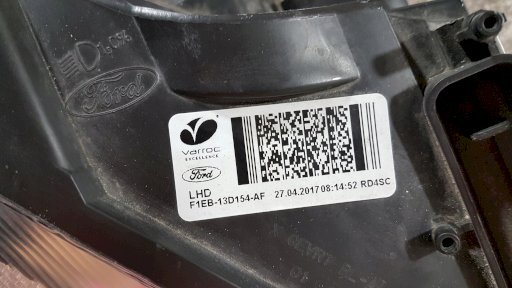 Ford
varroc
EXCELLENCE
Ford
LHD
F1EB-13D154-AF 27.04.2017 08:14:52 RD4SC